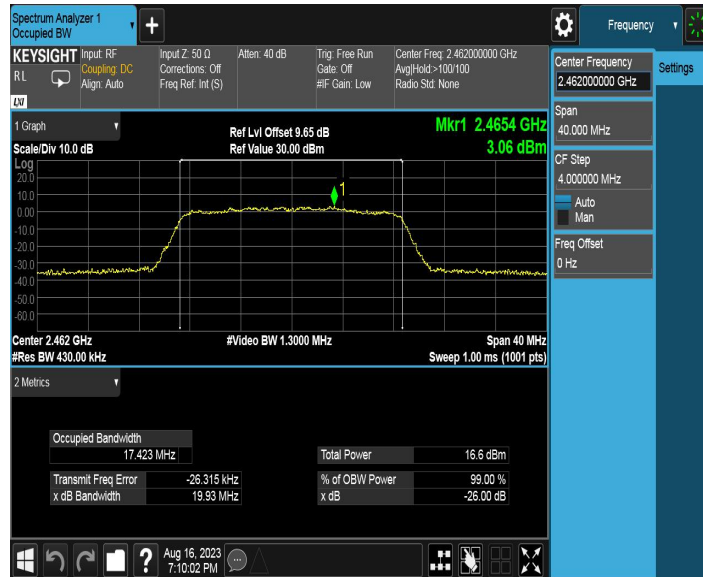 Spectrum Analyzer 1
Occupied BW
+
Frequency
KEYSIGHT
RL
LXI
Input: RF
Coupling: DC
Align: Auto
Input Z: 50 Ω
Corrections: Off
Freq Ref: Int (S)
Atten: 40 dB
Trig: Free Run
Gate: Off
#IF Gain: Low
Center Freq: 2.462000000 GHz
Avg|Hold:>100/100
Radio Std: None
Center Frequency
2.462000000 GHz
Settings
Span
40.000 MHz
CF Step
4.000000 MHz
Auto
Man
Freq Offset
0 Hz
1 Graph
Scale/Div 10.0 dB
Ref Lvl Offset 9.65 dB
Ref Value 30.00 dBm
Mkr1 2.4654 GHz
3.06 dBm
Log
20.0
10.0
0.00
-10.0
-20.0
-30.0
-40.0
-50.0
-60.0
1
Center 2.462 GHz
#Res BW 430.00 kHz
#Video BW 1.3000 MHz
Span 40 MHz
Sweep 1.00 ms (1001 pts)
2 Metrics
Occupied Bandwidth
17.423 MHz
Total Power 16.6 dBm
Transmit Freq Error -26.315 kHz
% of OBW Power 99.00 %
x dB Bandwidth 19.93 MHz
x dB -26.00 dB
?
Aug 16, 2023
7:10:02 PM